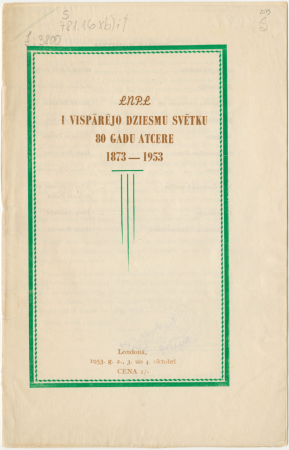 LNPL
I VISPĀRĒJO DZIESMU SVĒTKU
80 GADU ATCERE
1873 — 1953
Londonā,
1953. g. 2., 3. un 4. oktobrī
CENA 1/-